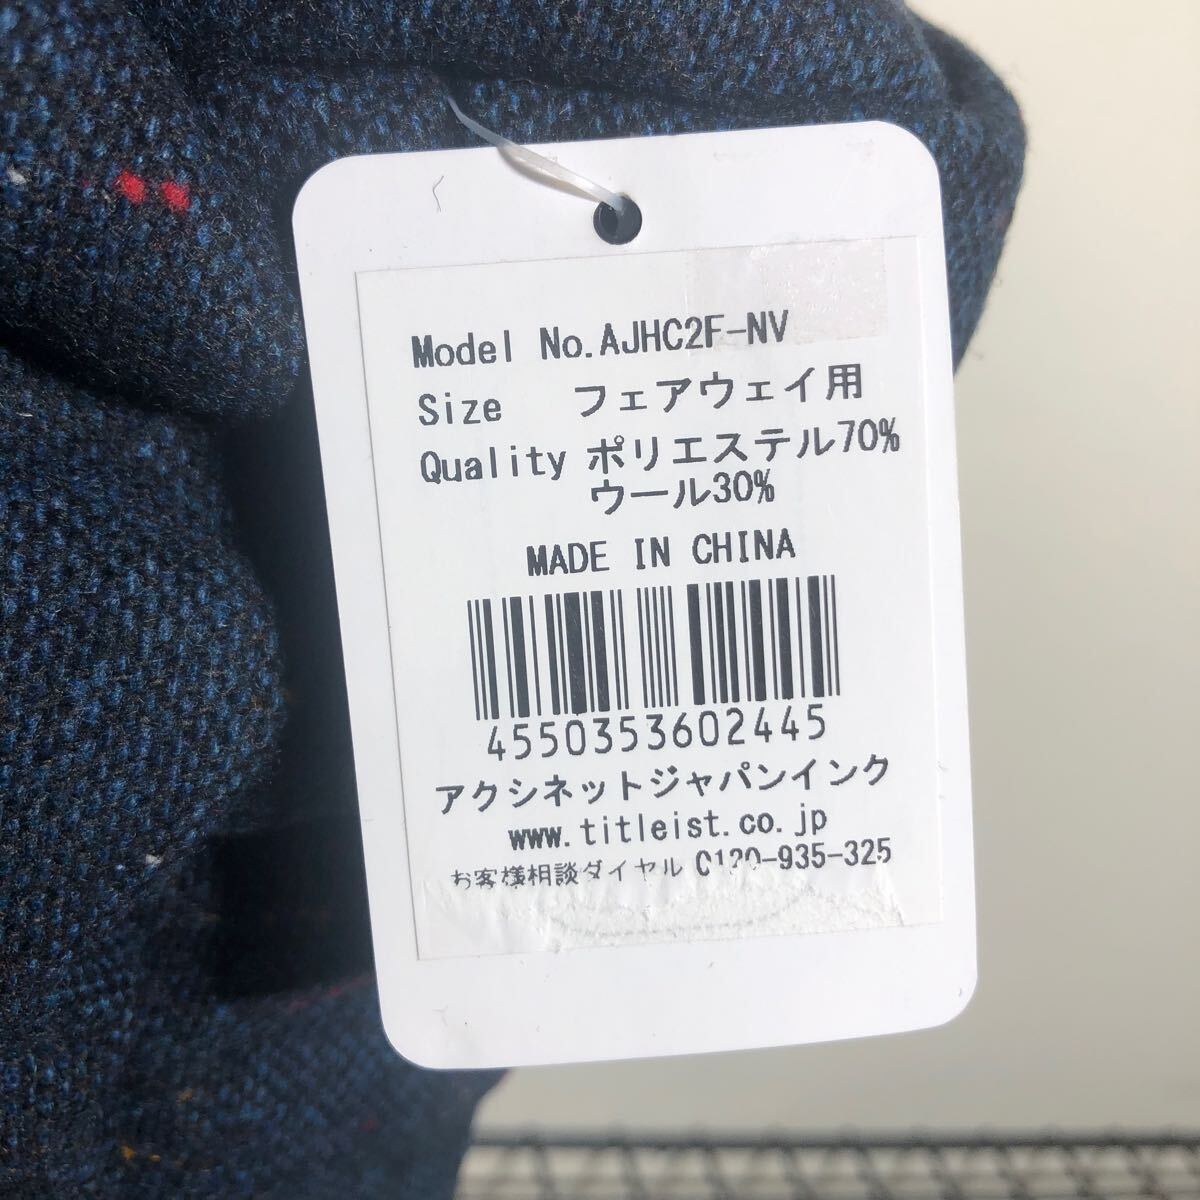 Model No.AJHC2F-NV
Size フェアウェイ用
Quality ポリエステル70%
ウール30%
MADE IN CHINA
4550353602445
アクシネットジャパンインク
www.titleist.co.jp
お客様相談ダイヤル 0120-935-325